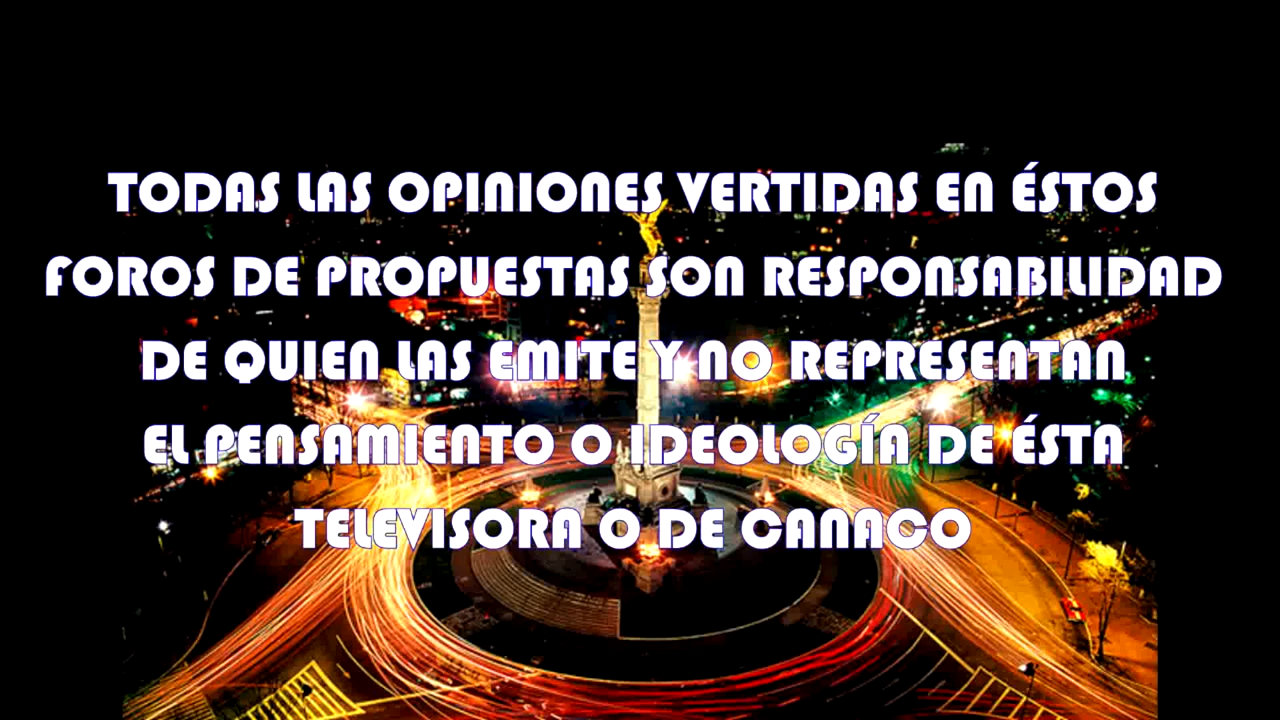 TODAS LAS OPINIONES VERTIDAS EN ÉSTOS
FOROS DE PROPUESTAS SON RESPONSABILIDAD
DE QUIEN LAS EMITE Y NO REPRESENTAN
EL PENSAMIENTO O IDEOLOGÍA DE ÉSTA
TELEVISORA O DE CANACO